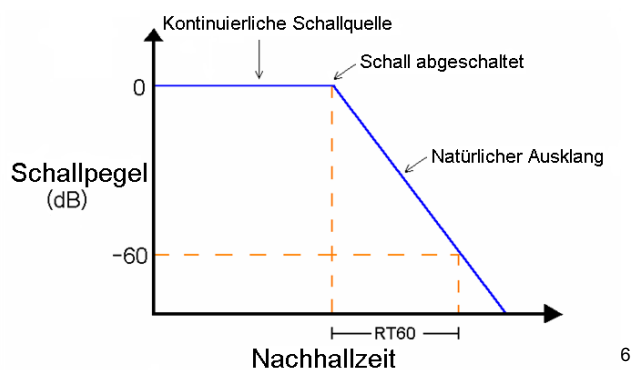 Kontinuierliche Schallquelle
Schall abgeschaltet
0
Natürlicher Ausklang
Schallpegel
(dB)
-60
RT60
Nachhallzeit
6